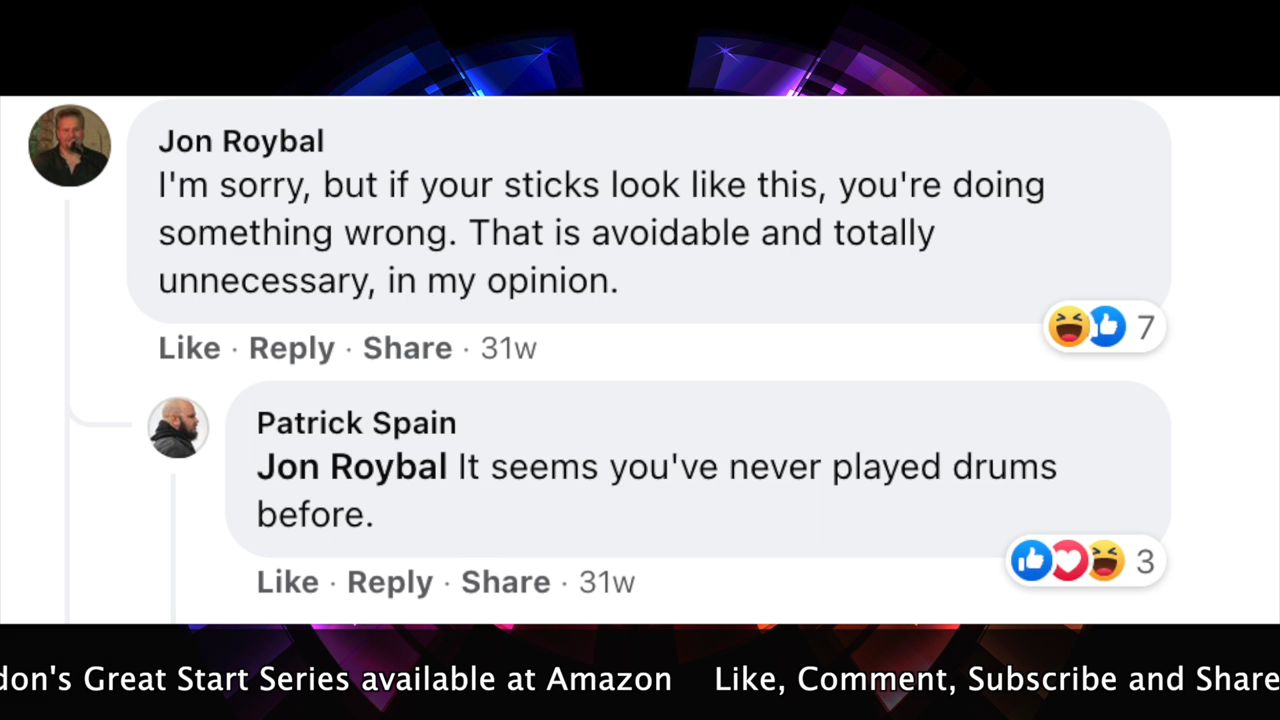 Jon Roybal
I'm sorry, but if your sticks look like this, you're doing
something wrong. That is avoidable and totally
unnecessary, in my opinion.
7
Like · Reply · Share · 31w
Patrick Spain
Jon Roybal It seems you've never played drums
before.
3
Like · Reply · Share · 31w
don's Great Start Series available at Amazon Like, Comment, Subscribe and Share